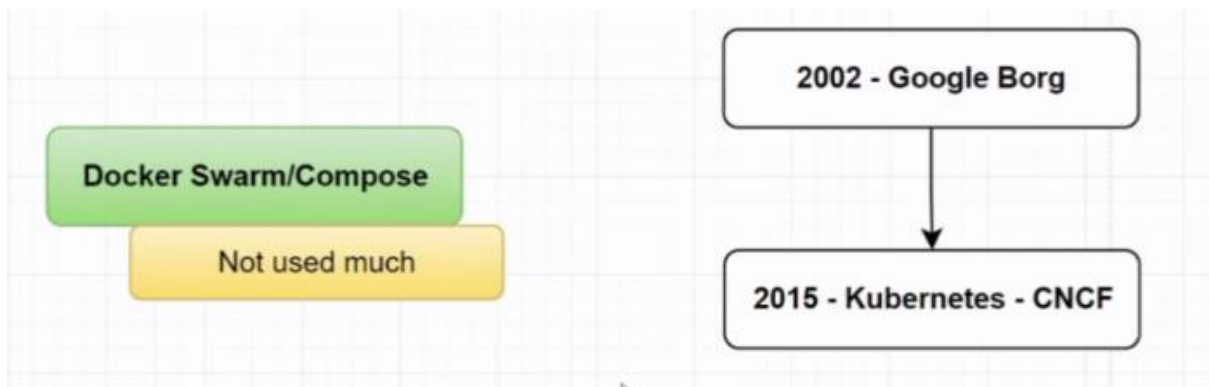 Docker Swarm/Compose
Not used much
2002 - Google Borg
2015 - Kubernetes - CNCF